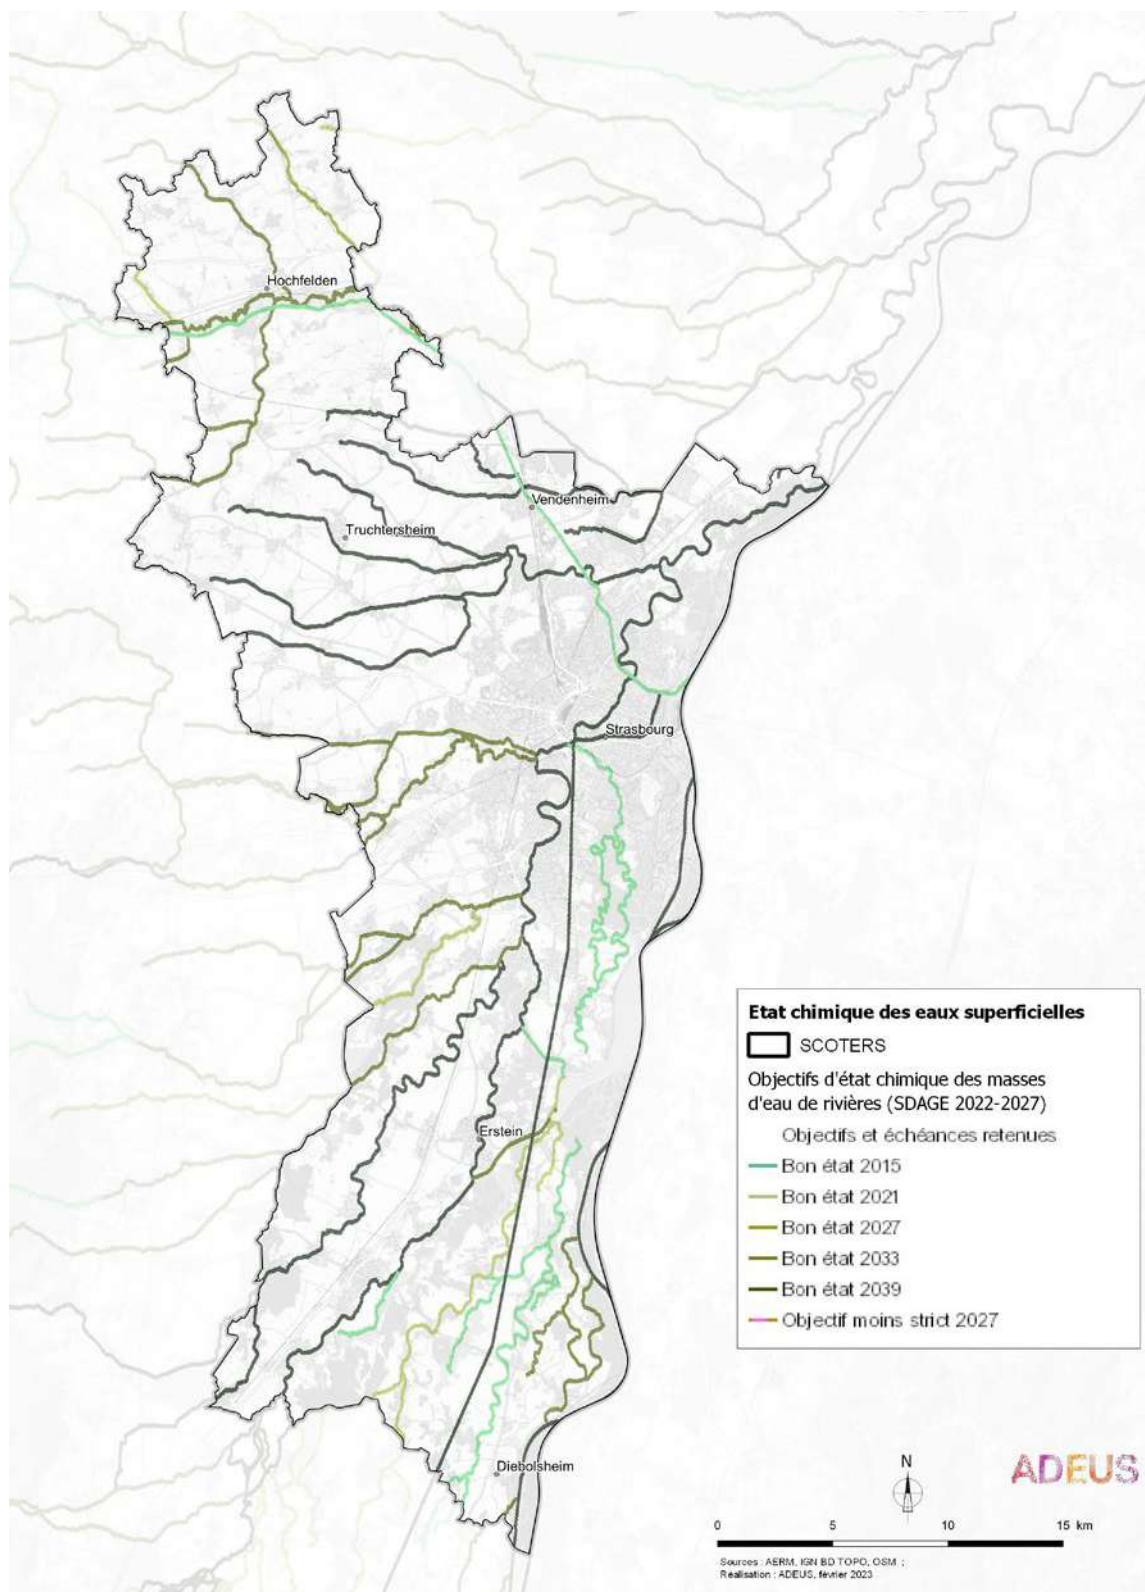 Hochfelden
Vendenheim
Truchtersheim
Strasbourg
Erstein
Diebolsheim
Etat chimique des eaux superficielles
SCOTERS
Objectifs d'état chimique des masses
d'eau de rivières (SDAGE 2022-2027)
Objectifs et échéances retenues
Bon état 2015
Bon état 2021
Bon état 2027
Bon état 2033
Bon état 2039
Objectif moins strict 2027
N
ADEUS
0 5 10 15 km
Sources : AERM, IGN BD TOPO, OSM ;
Réalisation : ADEUS, février 2023